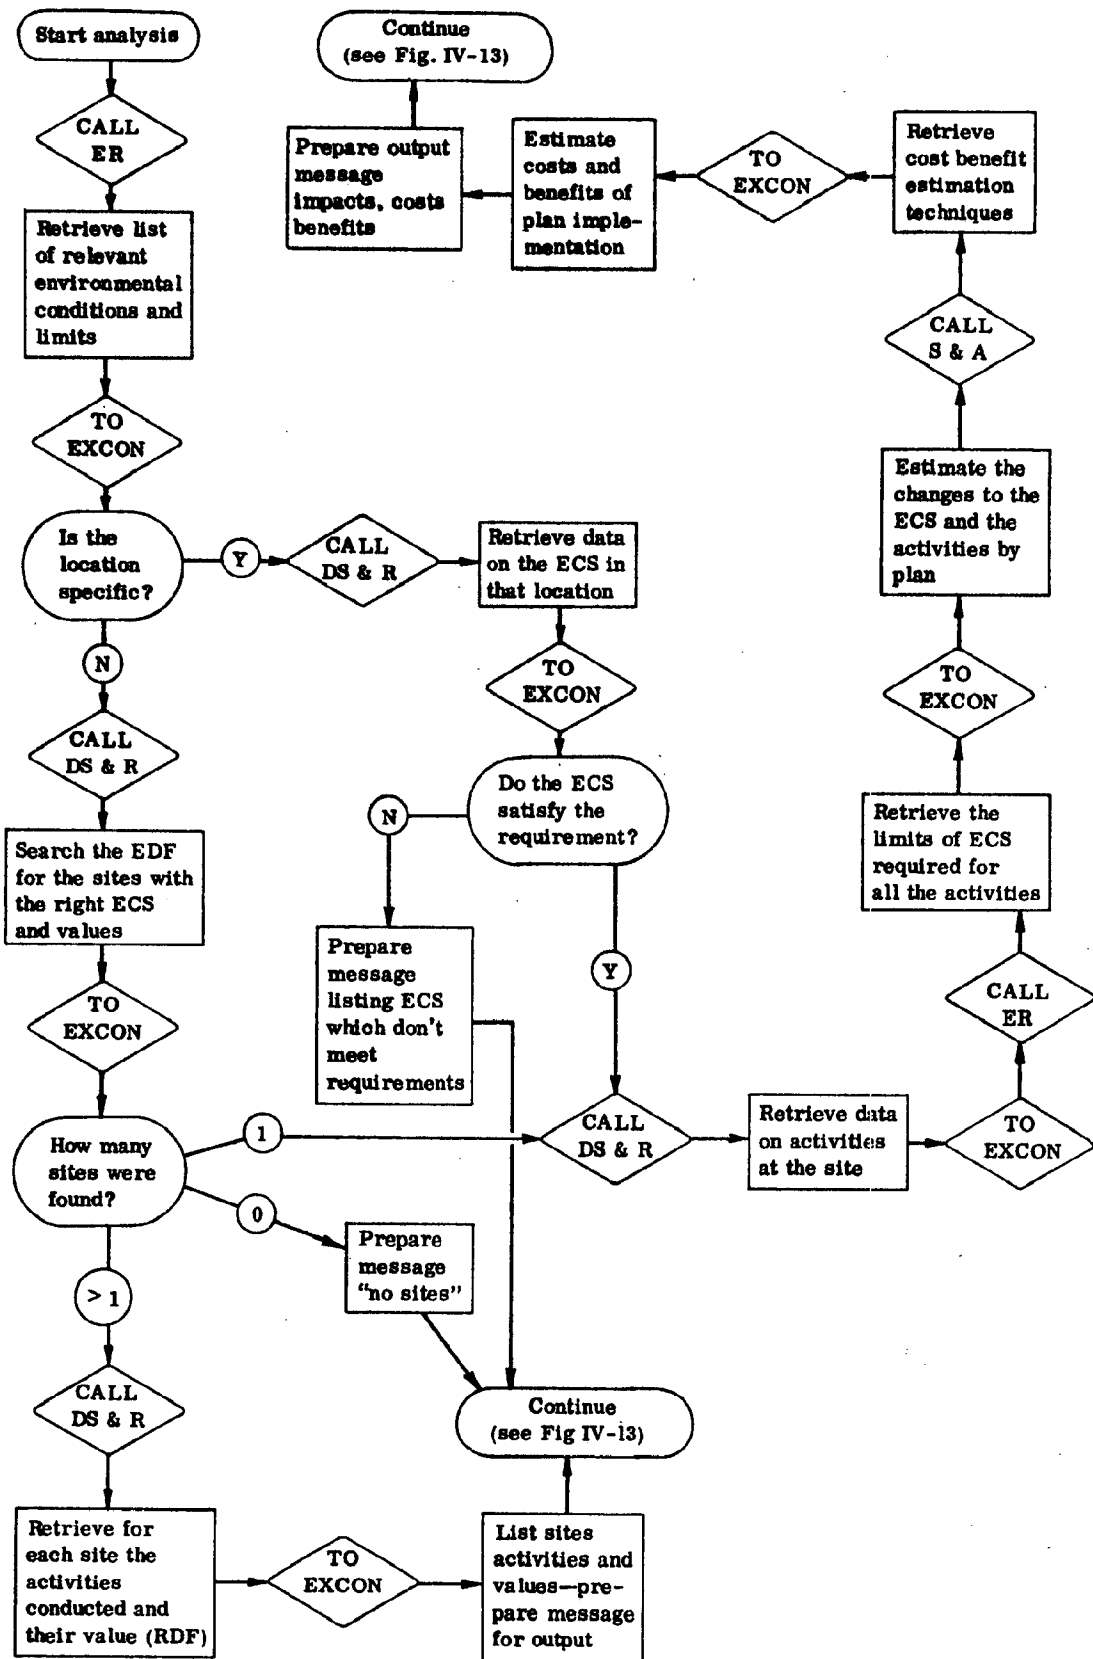 Start analysis
CALL
ER
Retrieve list
of relevant
environmental
conditions and
limits
TO
EXCON
Is the
location
specific?
Y
CALL
DS & R
Retrieve data
on the ECS in
that location
TO
EXCON
Do the ECS
satisfy the
requirement?
N
Prepare
message
listing ECS
which don't
meet
requirements
Y
N
CALL
DS & R
Search the EDF
for the sites with
the right ECS
and values
TO
EXCON
How many
sites were
found?
1
CALL
DS & R
Retrieve data
on activities
at the site
TO
EXCON
CALL
ER
Retrieve the
limits of ECS
required for
all the activities
TO
EXCON
Estimate the
changes to the
ECS and the
activities by
plan
CALL
S & A
Retrieve
cost benefit
estimation
techniques
TO
EXCON
Estimate
costs and
benefits of
plan imple-
mentation
Prepare output
message
impacts, costs
benefits
Continue
(see Fig. IV-13)
0
Prepare
message
"no sites"
> 1
CALL
DS & R
Retrieve for
each site the
activities
conducted and
their value (RDF)
TO
EXCON
List sites
activities and
values—pre-
pare message
for output
Continue
(see Fig IV-13)